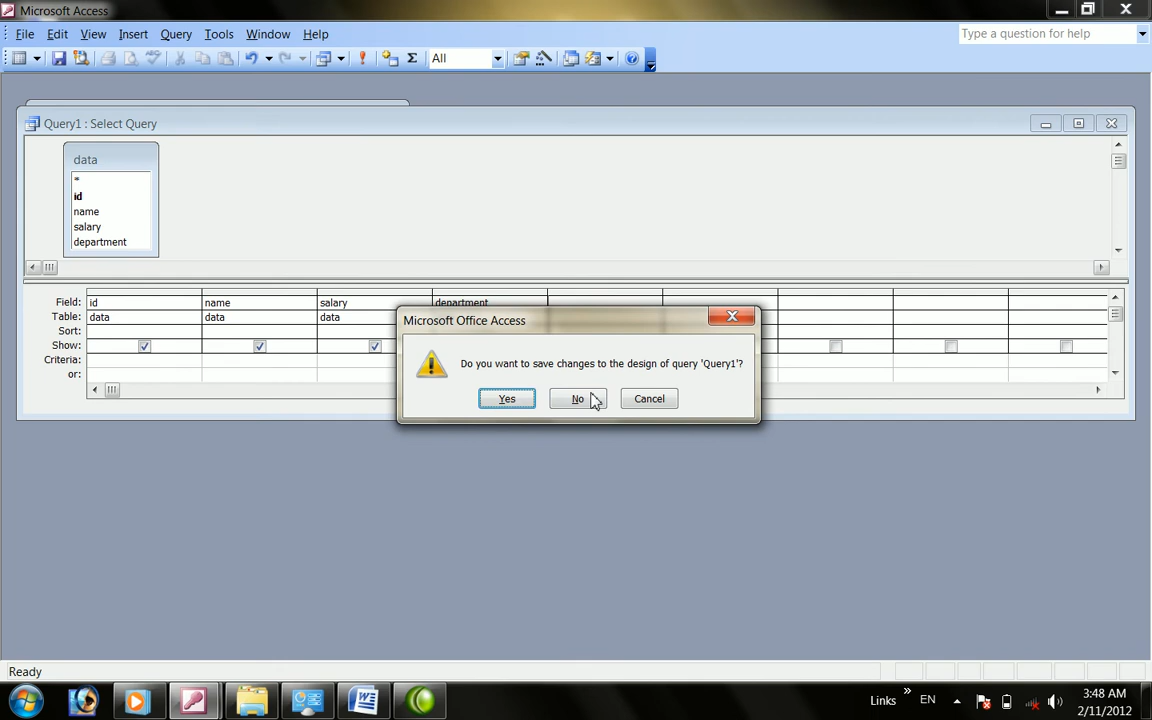 Microsoft Access
File Edit View Insert Query Tools Window Help
Type a question for help
All
Query1 : Select Query
data
*
id
name
salary
department
Field: id name salary department
Table: data data data
Sort:
Show:
Criteria:
or:
Microsoft Office Access
Do you want to save changes to the design of query 'Query1'?
Yes No Cancel
Ready
Links » EN
3:48 AM
2/11/2012